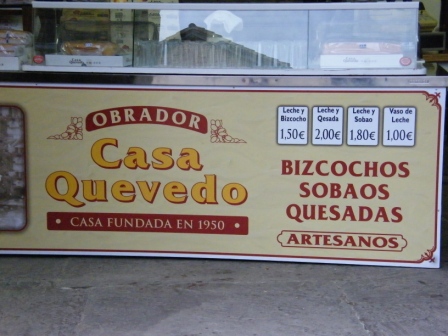 OBRADOR
Casa
Quevedo
• CASA FUNDADA EN 1950 •
Leche y
Bizcocho
1,50€
Leche y
Quesada
2,00€
Leche y
Sobao
1,80€
Vaso de
Leche
1,00€
BIZCOCHOS
SOBAOS
QUESADAS
ARTESANOS